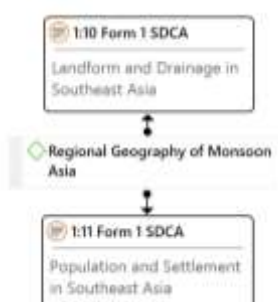 1:10 Form 1 SDCA
Landform and Drainage in
Southeast Asia
Regional Geography of Monsoon
Asia
1:11 Form 1 SDCA
Population and Settlement
in Southeast Asia